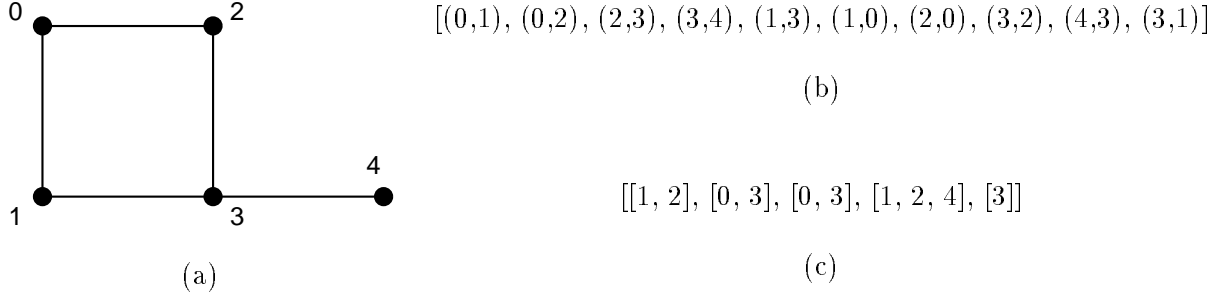 0
2
[(0,1), (0,2), (2,3), (3,4), (1,3), (1,0), (2,0), (3,2), (4,3), (3,1)]
(b)
4
[[1, 2], [0, 3], [0, 3], [1, 2, 4], [3]]
1
3
(a)
(c)